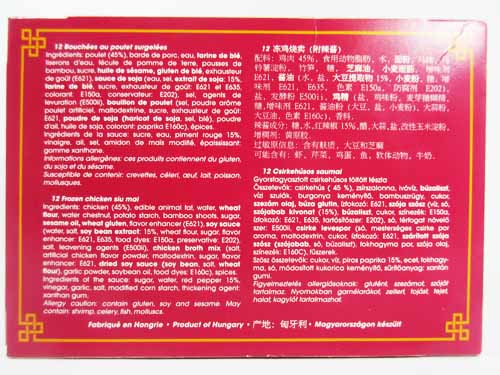 12 Bouchées au poulet surgelées
Ingrédients: poulet (45%), barde de porc, eau, farine de blé,
liserons d'eau, fécule de pomme de terre, pousses de
bambou, sucre, huile de sésame, gluten de blé, exhausteur
de goût (E621), sauce de soja (eau, sel, extrait de soja: 15%,
farine de blé, sucre, exhausteur de goût: E621 et E635,
colorant: E150a, conservateur: E202), sel, agents de
levuration (E500ii), bouillon de poulet (sel, poudre arôme
poulet artificiel, maltodextrine, sucre, exhausteur de goût:
E621, poudre de soja (haricot de soja, sel, blé), poudre
d'ail, huile de soja, colorant: paprika E160c), épices.
Ingrédients de la sauce: sucre, eau, piment rouge 15%,
vinaigre, ail, sel, amidon de maïs modifié, épaississant:
gomme xanthane.
Informations allergènes: ces produits contiennent du gluten,
du soja et du sésame.
Susceptible de contenir: crevettes, céleri, œuf, lait, poisson,
mollusques.
12 Frozen chicken siu mai
Ingredients: chicken (45%), edible animal fat, water, wheat
flour, water chestnut, potato starch, bamboo shoots, sugar,
sesame oil, wheat gluten, flavor enhancer (E621), soy sauce
(water, salt, soy bean extract: 15%, wheat flour, sugar, flavor
enhancer: E621, E635, food dyes: E150a, preservative: E202),
salt, leavening agents (E500ii), chicken broth mix (salt,
artificial chicken flavor powder, maltodextrin, sugar, flavor
enhancer: E621, dried soy sauce (soy bean, salt, wheat
flour), garlic powder, soybean oil, food dyes: E160c), spices.
Ingredients of the sauce: sugar, water, red pepper 15%,
vinegar, garlic, salt, modified corn starch, thickening agent:
xanthan gum.
Allergy caution: contain gluten, soy and sesame May
contain: shrimp, celery, fish, molluscs.
12 冻鸡烧卖 (附辣酱)
配料: 鸡肉 45%, 食用动物脂肪, 水, 面粉, 马蹄, 马
铃薯淀粉, 竹笋, 糖, 芝麻油, 小麦面筋, 增味剂
E621, 酱油 (水, 盐, 大豆提取物 15%, 小麦粉, 糖, 增
味剂 E621, E635, 色素 E150a, 防腐剂 E202),
盐, 发酵粉 E500ii, 鸡精 (盐, 鸡味粉, 麦芽糖糊精,
糖, 增味剂 E621, 酱油粉 (大豆, 盐, 小麦粉), 大蒜粉,
大豆油, 色素 E160c), 香料.
辣酱成分: 糖, 水, 红辣椒 15%, 醋, 大蒜, 盐, 改性玉米淀粉,
增稠剂: 黄原胶
过敏原信息: 含有麸质, 大豆和芝麻
可能含有: 虾, 芹菜, 鸡蛋, 鱼, 软体动物, 牛奶.
12 Csirkehúsos saumai
Gyorsfagyasztott csirkehússal töltött tészta
Összetevők: csirkehús (45 %), zsírszalonna, ivóvíz, búzaliszt,
vízi szulák, burgonya keményítő, bambuszrügy, cukor,
szezám olaj, búza glutén, ízfokozó: E621, szója szósz (víz, só,
szójabab kivonat (15%), búzaliszt, cukor, színezék: E150a,
ízfokozó: E621, E635, tartósítószer: E202), só, térfogat növelő
szer: E500ii, csirke levespor (só, mesterséges csirke por
aroma, maltodextrin, cukor, ízfokozó: E621, szárított szója
szósz (szójabab, só, búzaliszt), fokhagyma por, szója olaj,
színezék: E160C), fűszerek.
Szósz összetevők: cukor, víz, piros paprika 15%, ecet, fokhagy-
ma, só, módosított kukorica keményítő, sűrítőanyag: xantán
gumi.
Figyelmeztetés allergiásoknak: glutént, szezámot, szóját
tartalmaz. Nyomokban garnélarákot, zellert, tojást, tejet,
halat, kagylót tartalmazhat.
Fabriqué en Hongrie • Product of Hungary • 产地: 匈牙利 • Magyarországon készült